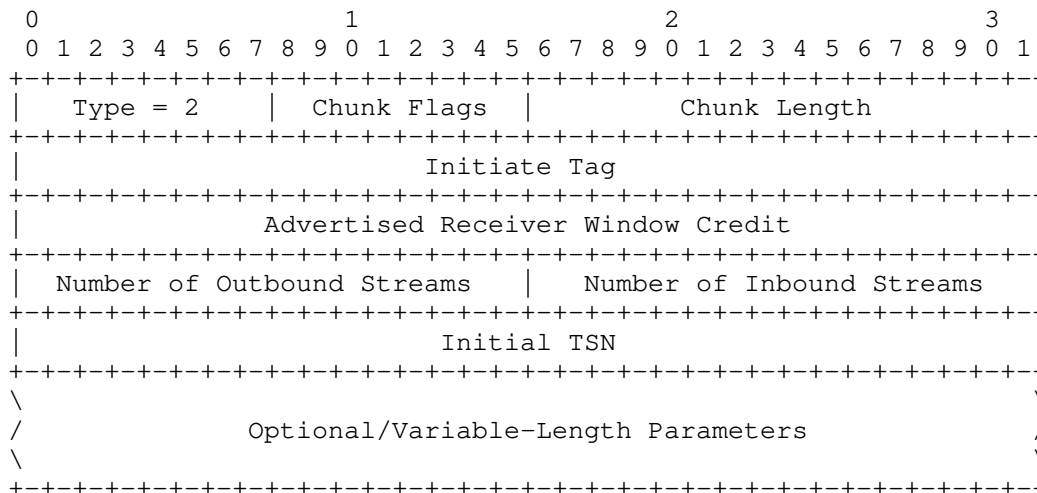 0                   1                   2                   3
 0 1 2 3 4 5 6 7 8 9 0 1 2 3 4 5 6 7 8 9 0 1 2 3 4 5 6 7 8 9 0 1
+-+-+-+-+-+-+-+-+-+-+-+-+-+-+-+-+-+-+-+-+-+-+-+-+-+-+-+-+-+-+-+-
|   Type = 2    |  Chunk Flags  |         Chunk Length
+-+-+-+-+-+-+-+-+-+-+-+-+-+-+-+-+-+-+-+-+-+-+-+-+-+-+-+-+-+-+-+-
|                         Initiate Tag
+-+-+-+-+-+-+-+-+-+-+-+-+-+-+-+-+-+-+-+-+-+-+-+-+-+-+-+-+-+-+-+-
|               Advertised Receiver Window Credit
+-+-+-+-+-+-+-+-+-+-+-+-+-+-+-+-+-+-+-+-+-+-+-+-+-+-+-+-+-+-+-+-
|  Number of Outbound Streams   |   Number of Inbound Streams
+-+-+-+-+-+-+-+-+-+-+-+-+-+-+-+-+-+-+-+-+-+-+-+-+-+-+-+-+-+-+-+-
|                          Initial TSN
+-+-+-+-+-+-+-+-+-+-+-+-+-+-+-+-+-+-+-+-+-+-+-+-+-+-+-+-+-+-+-+-
\                                                               \
/              Optional/Variable-Length Parameters              /
\                                                               \
+-+-+-+-+-+-+-+-+-+-+-+-+-+-+-+-+-+-+-+-+-+-+-+-+-+-+-+-+-+-+-+-